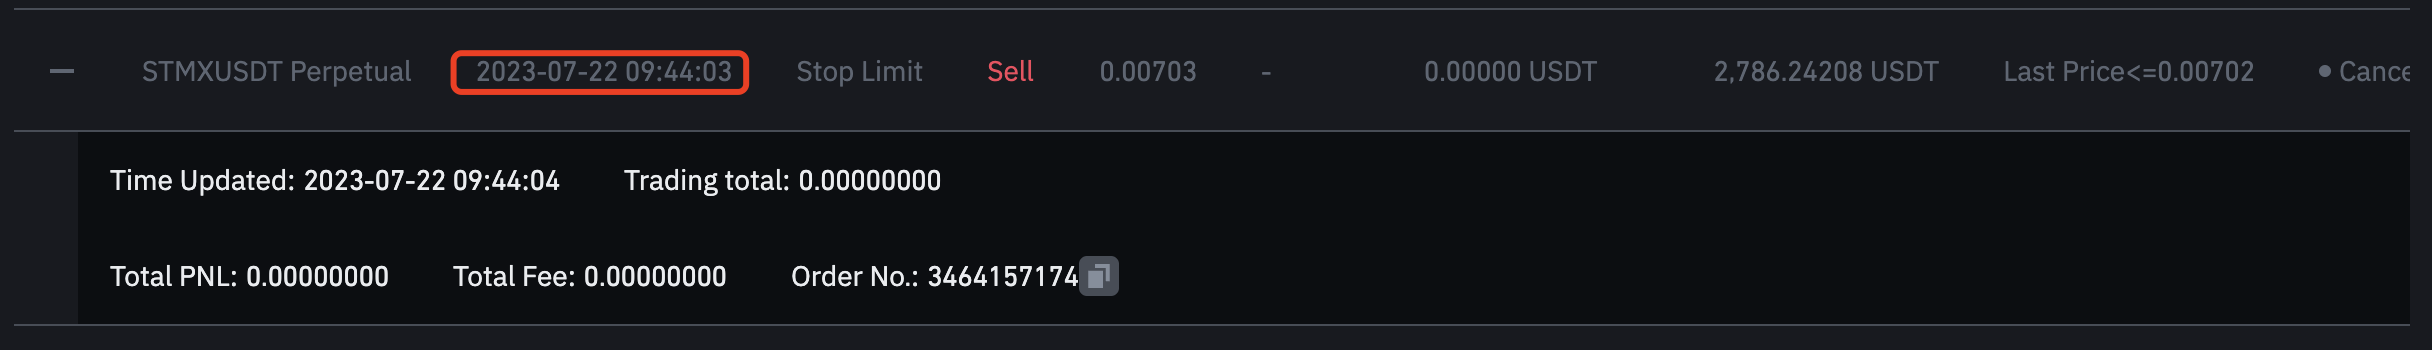 STMXUSDT Perpetual 2023-07-22 09:44:03 Stop Limit Sell 0.00703 - 0.00000 USDT 2,786.24208 USDT Last Price<=0.00702
Time Updated: 2023-07-22 09:44:04 Trading total: 0.00000000
Total PNL: 0.00000000 Total Fee: 0.00000000 Order No.: 3464157174